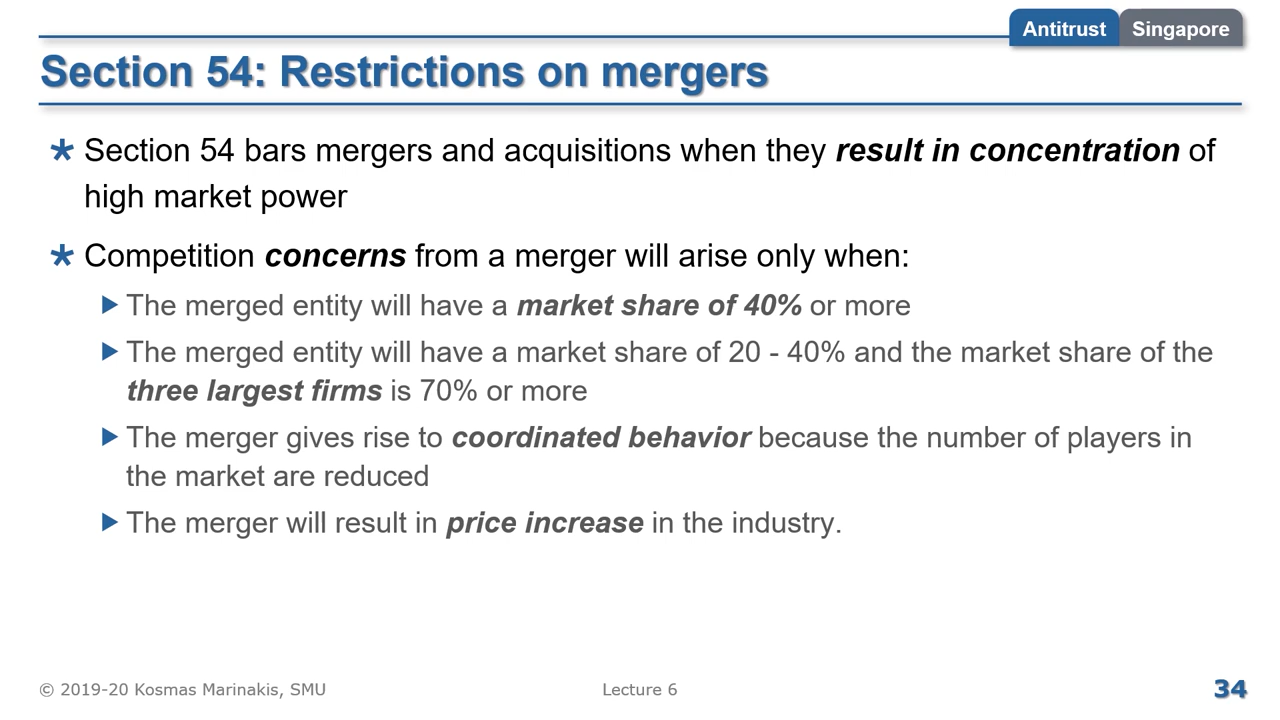 Antitrust Singapore
Section 54: Restrictions on mergers
Section 54 bars mergers and acquisitions when they result in concentration of
high market power
Competition concerns from a merger will arise only when:
The merged entity will have a market share of 40% or more
The merged entity will have a market share of 20 - 40% and the market share of the
three largest firms is 70% or more
The merger gives rise to coordinated behavior because the number of players in
the market are reduced
The merger will result in price increase in the industry.
© 2019-20 Kosmas Marinakis, SMU Lecture 6 34